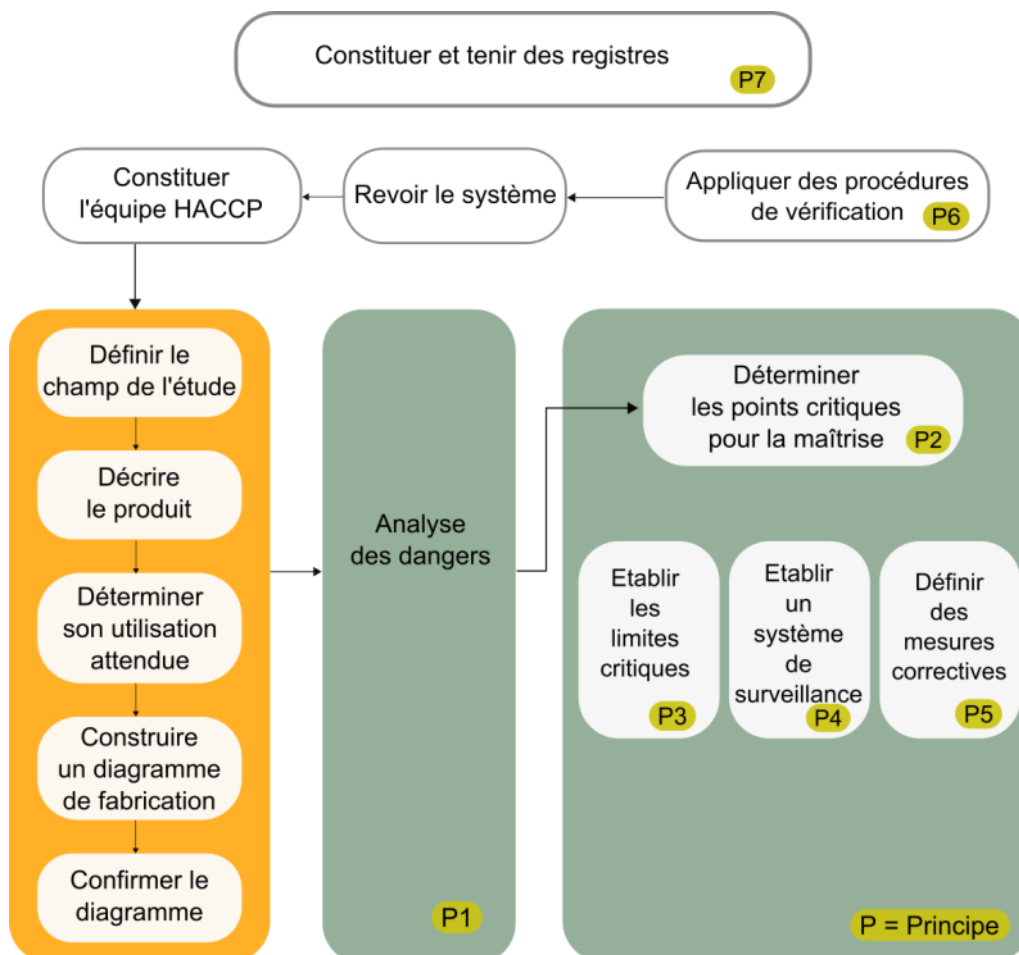 Constituer et tenir des registres
P7
Constituer
l'équipe HACCP
Revoir le système
Appliquer des procédures
de vérification
P6
Définir le
champ de l'étude
Décrire
le produit
Déterminer
son utilisation
attendue
Construire
un diagramme
de fabrication
Confirmer le
diagramme
Analyse
des dangers
P1
Déterminer
les points critiques
pour la maîtrise
P2
Etablir
les
limites
critiques
P3
Etablir
un
système
de
surveillance
P4
Définir
des
mesures
correctives
P5
P = Principe